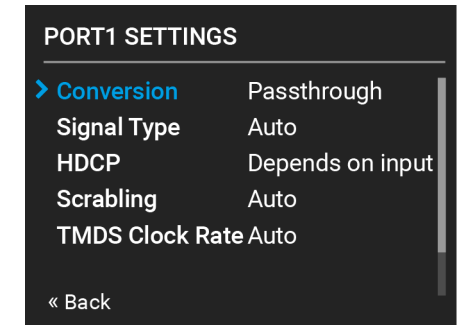 PORT1 SETTINGS
Conversion Passthrough
Signal Type Auto
HDCP Depends on input
Scrabling Auto
TMDS Clock Rate Auto
« Back